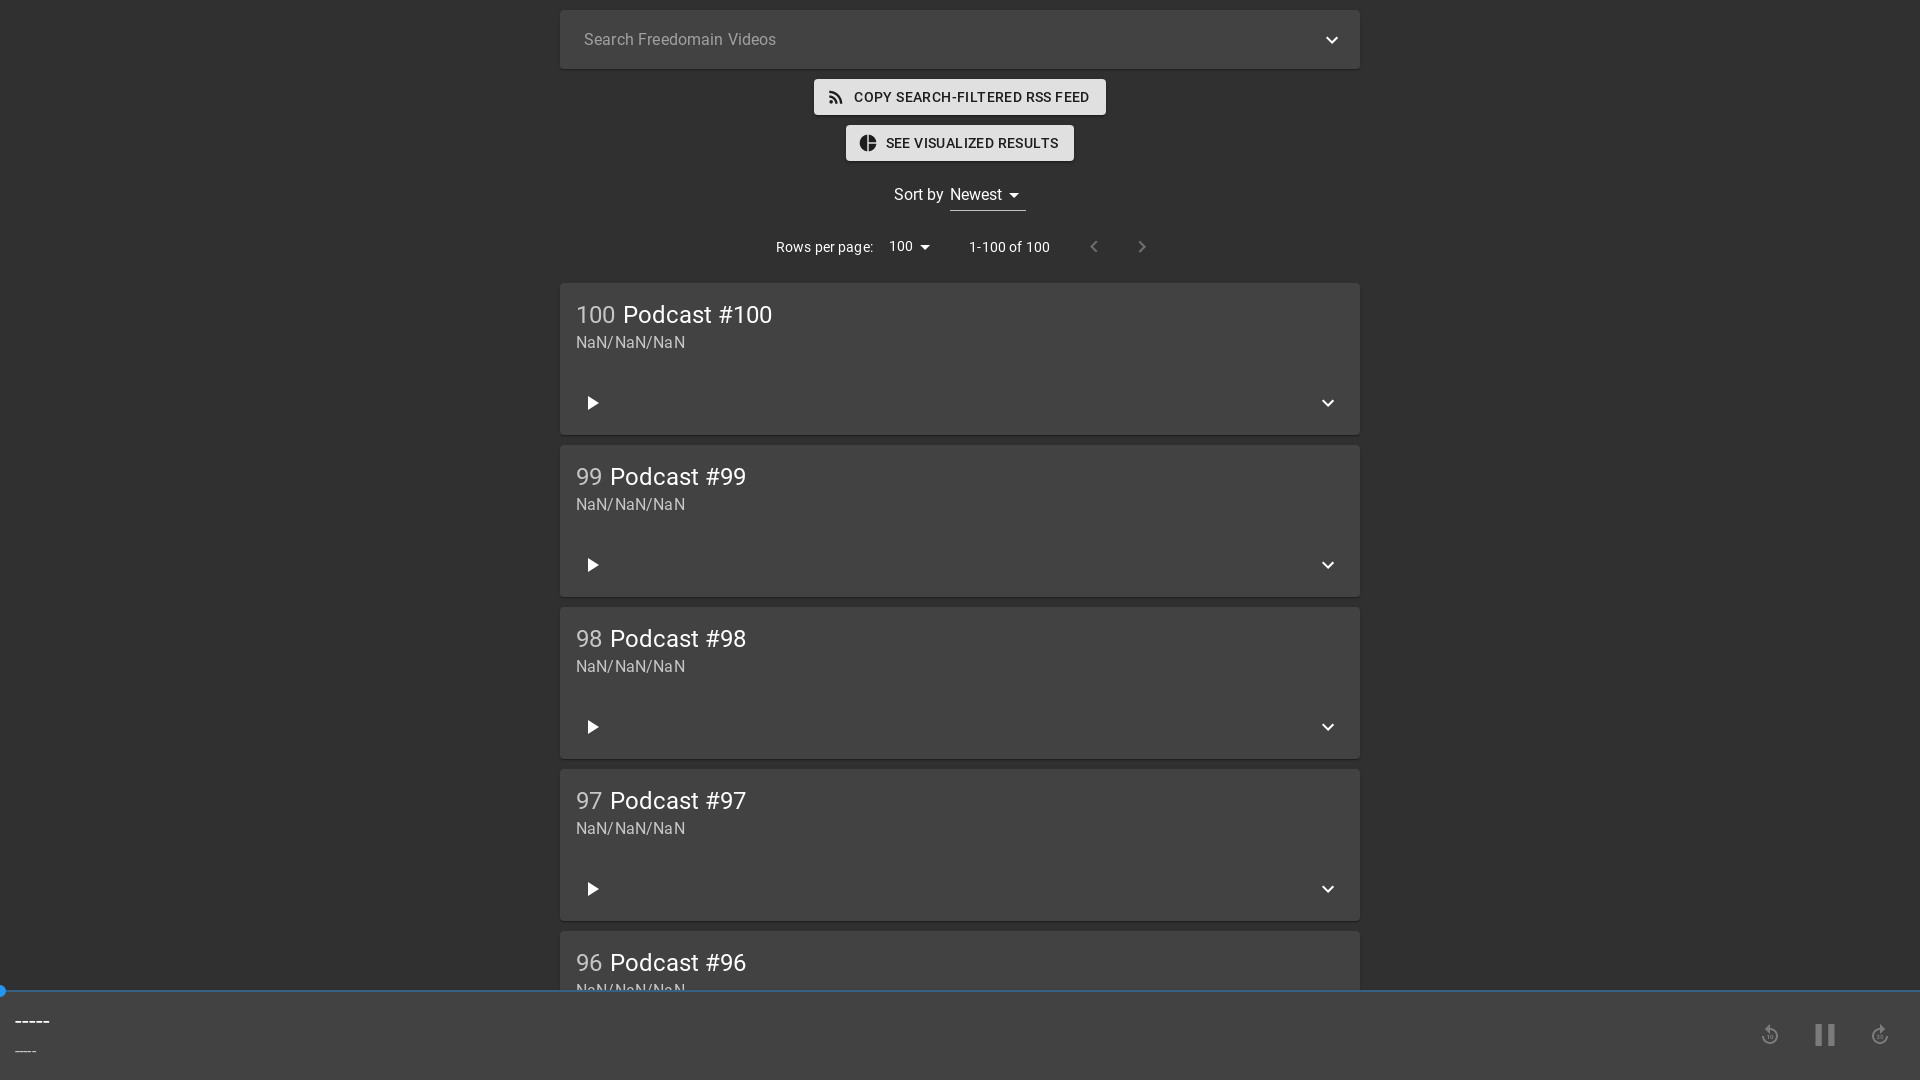 Search Freedomain Videos
COPY SEARCH-FILTERED RSS FEED
SEE VISUALIZED RESULTS
Sort by Newest
Rows per page: 100 1-100 of 100
100 Podcast #100
NaN/NaN/NaN
99 Podcast #99
NaN/NaN/NaN
98 Podcast #98
NaN/NaN/NaN
97 Podcast #97
NaN/NaN/NaN
96 Podcast #96
NaN/NaN/NaN
-----
-----